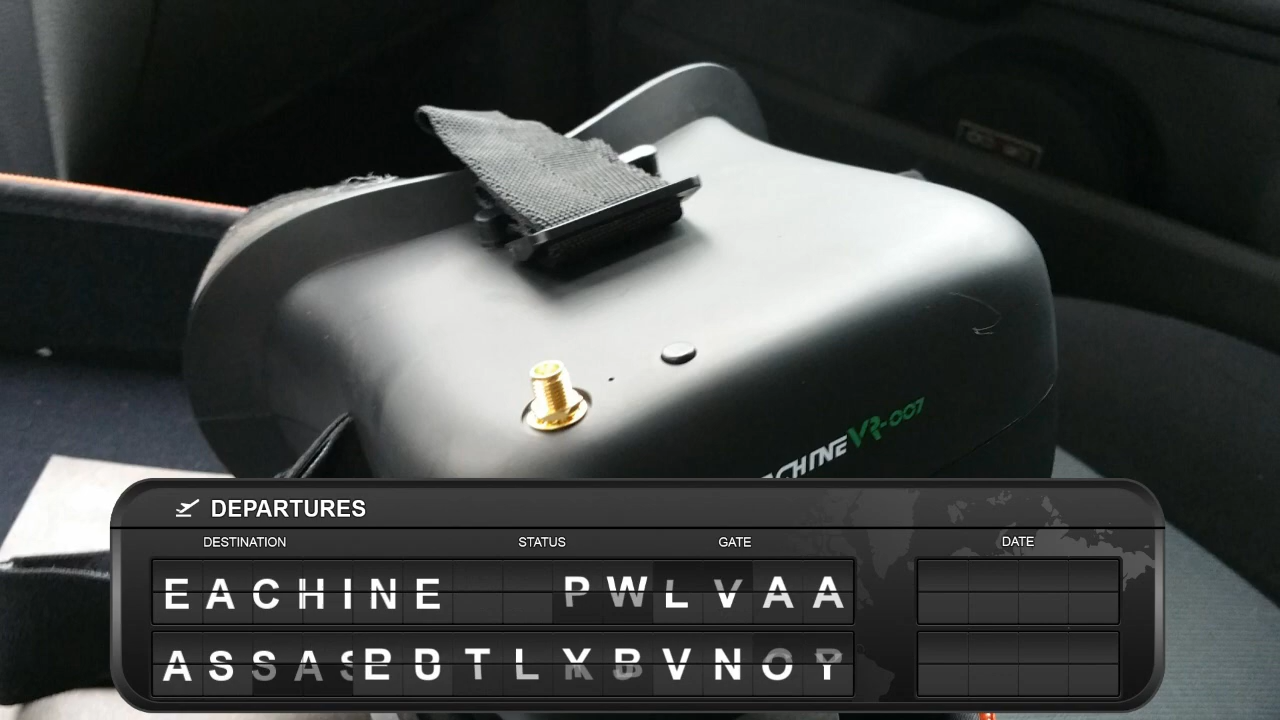 CHINE VR-007
DEPARTURES
DESTINATION STATUS GATE DATE
EACHINE PWLVAA